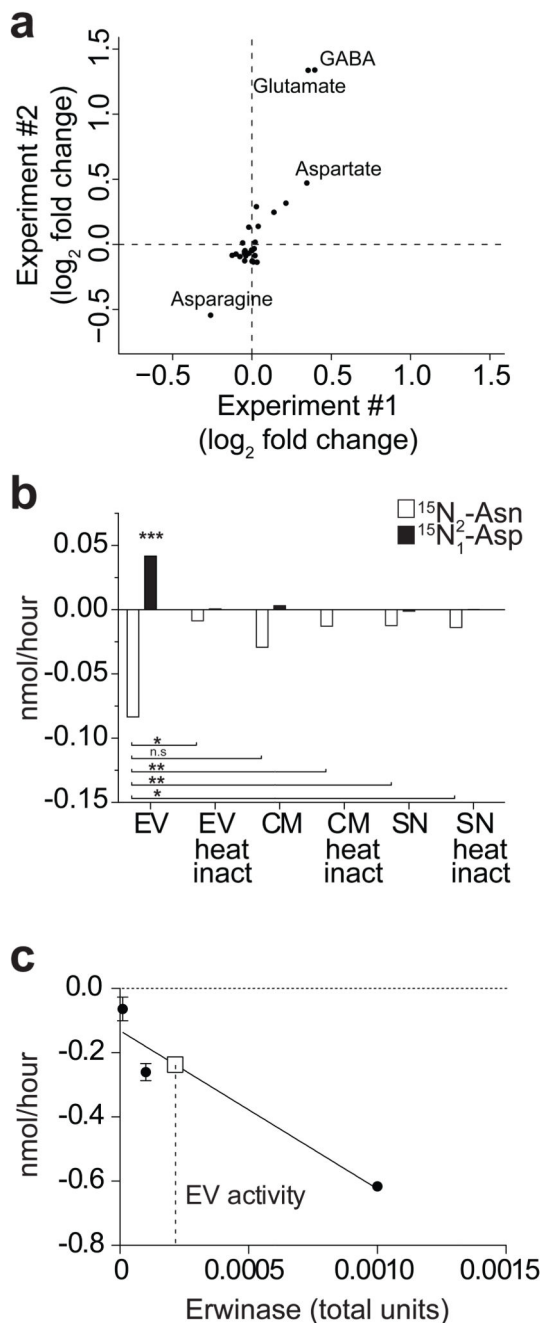 a
Experiment #2
(log₂ fold change)
1.5
1.0
0.5
0.0
−0.5
GABA
Glutamate
Aspartate
Asparagine
−0.5 0.0 0.5 1.0 1.5
Experiment #1
(log₂ fold change)
b
¹⁵N₂-Asn
¹⁵N²₁-Asp
nmol/hour
0.05
0.00
-0.05
-0.10
-0.15
***
*
n.s
**
**
*
EV EV heat inact CM CM heat inact SN SN heat inact
c
nmol/hour
0.0
-0.2
-0.4
-0.6
-0.8
EV activity
0 0.0005 0.0010 0.0015
Erwinase (total units)